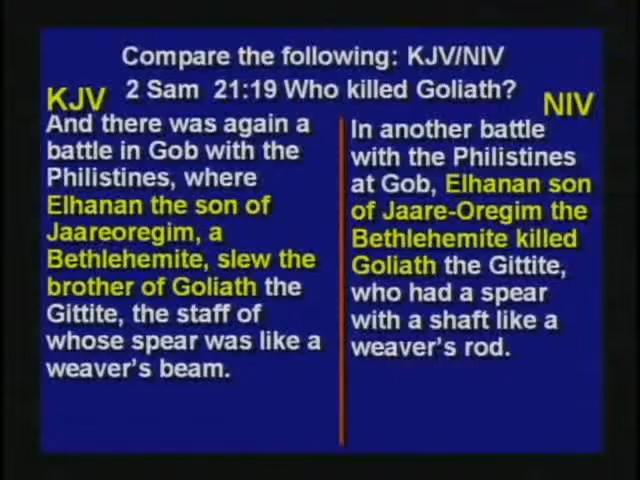 Compare the following: KJV/NIV
2 Sam 21:19 Who killed Goliath?
KJV
And there was again a
battle in Gob with the
Philistines, where
Elhanan the son of
Jaareoregim, a
Bethlehemite, slew the
brother of Goliath the
Gittite, the staff of
whose spear was like a
weaver's beam.
NIV
In another battle
with the Philistines
at Gob, Elhanan son
of Jaare-Oregim the
Bethlehemite killed
Goliath the Gittite,
who had a spear
with a shaft like a
weaver's rod.